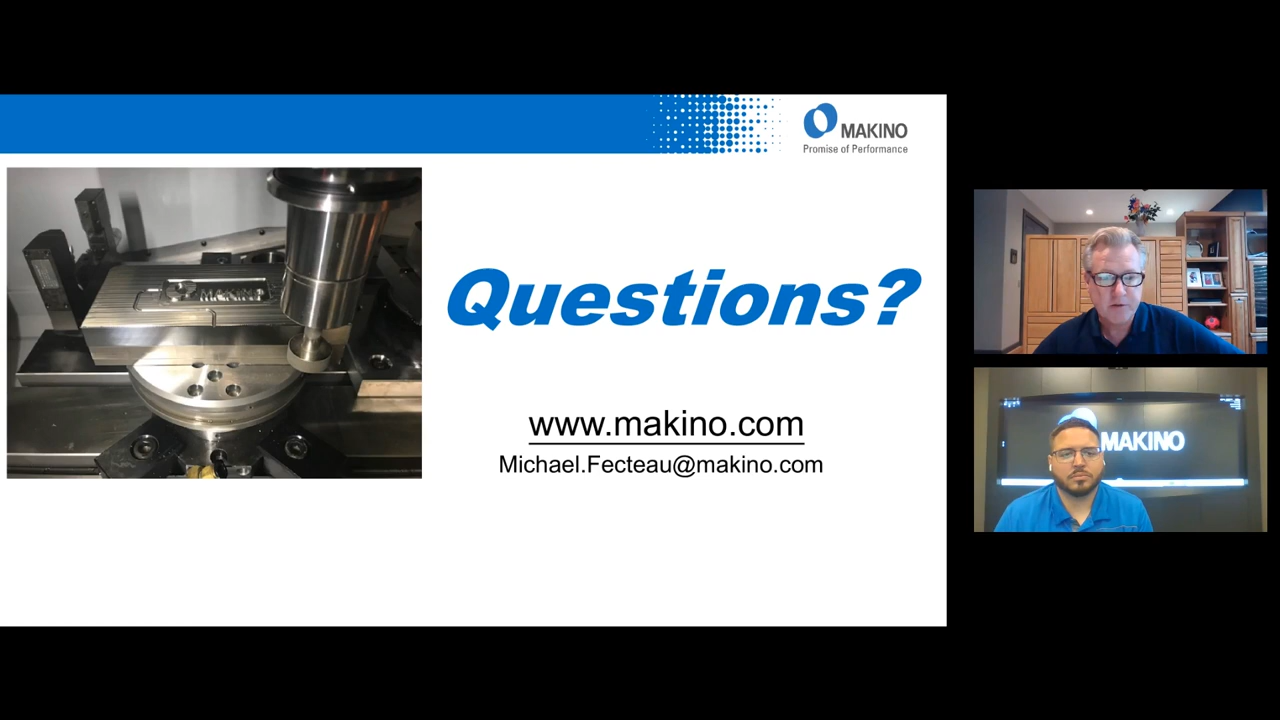 MAKINO
Promise of Performance
Questions?
www.makino.com
Michael.Fecteau@makino.com
MAKINO